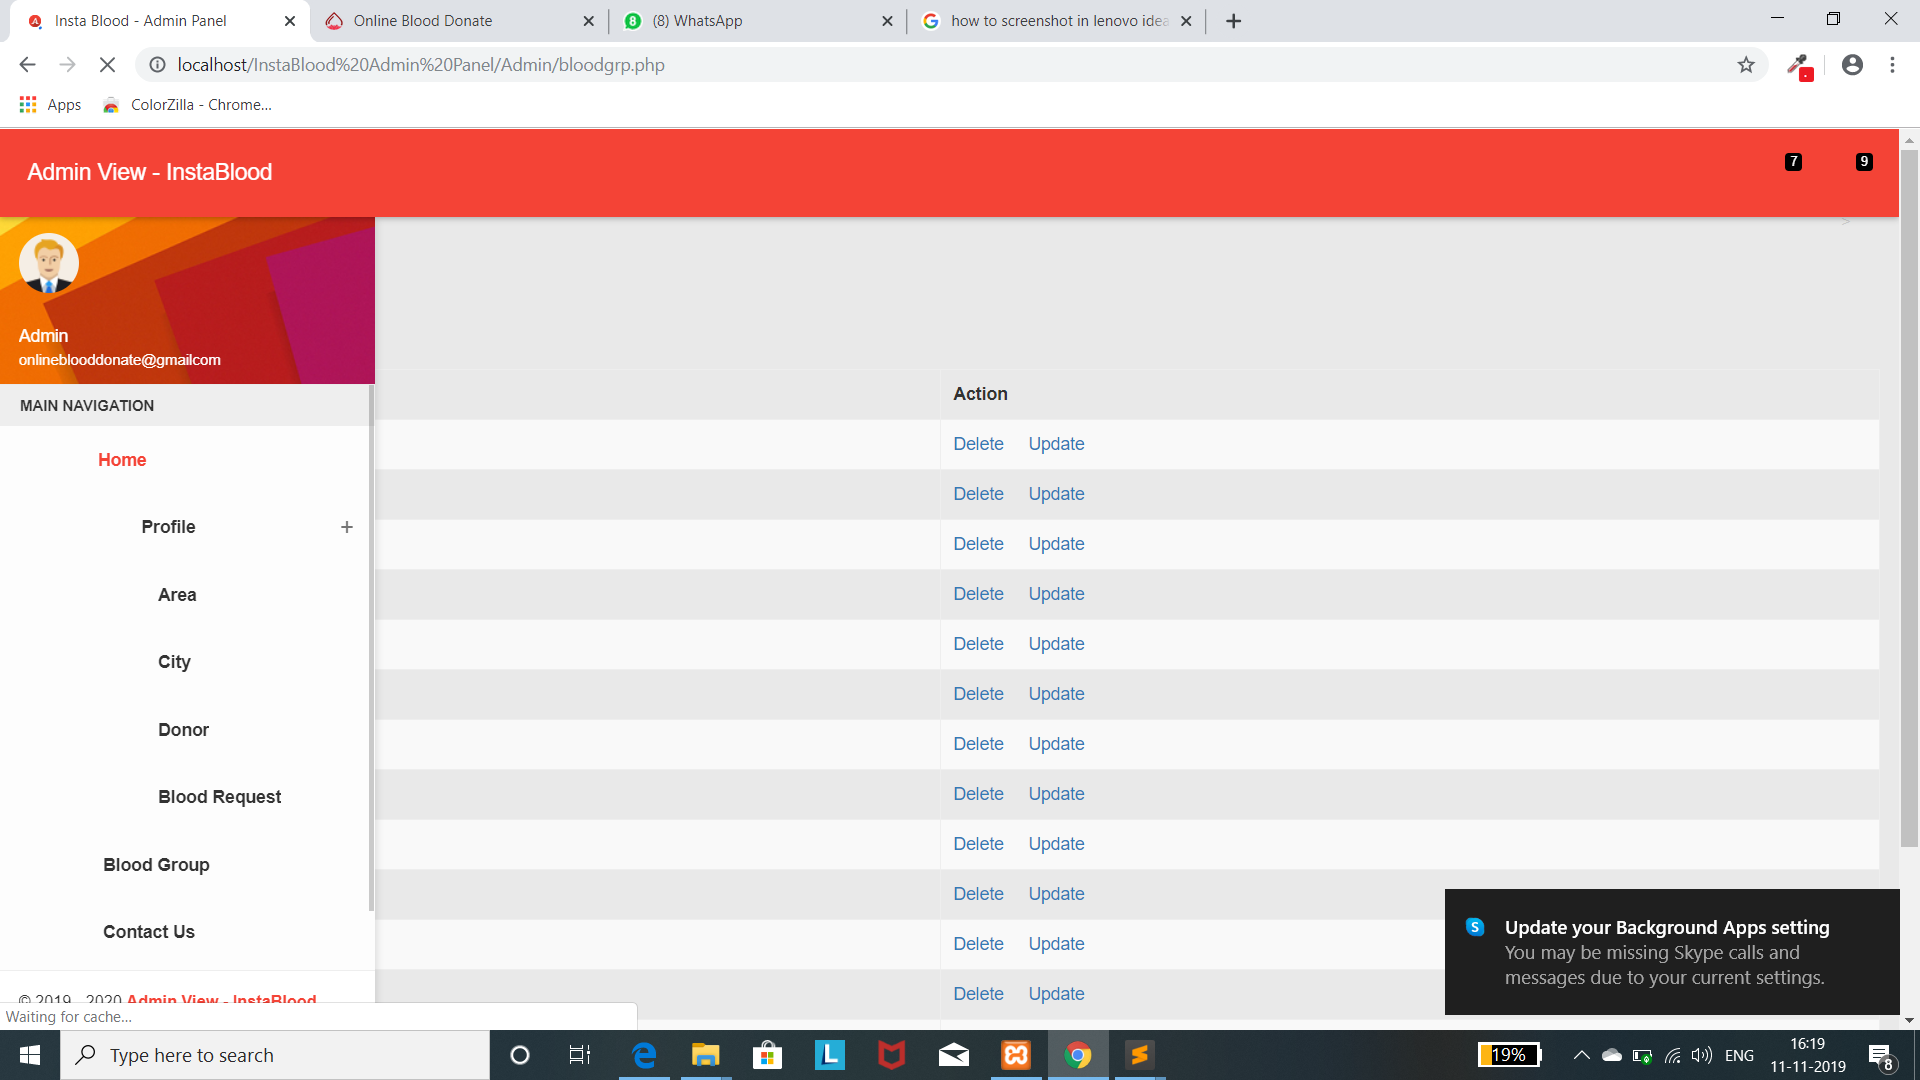 Insta Blood - Admin Panel
Online Blood Donate
(8) WhatsApp
how to screenshot in lenovo idea
localhost/InstaBlood%20Admin%20Panel/Admin/bloodgrp.php
Apps
ColorZilla - Chrome...
Admin View - InstaBlood
7
9
>
Admin
onlineblooddonate@gmailcom
MAIN NAVIGATION
Home
Profile
+
Area
City
Donor
Blood Request
Blood Group
Contact Us
© 2019 - 2020 Admin View - InstaBlood
Action
Delete Update
Delete Update
Delete Update
Delete Update
Delete Update
Delete Update
Delete Update
Delete Update
Delete Update
Delete Update
Delete Update
Delete Update
Update your Background Apps setting
You may be missing Skype calls and
messages due to your current settings.
Waiting for cache...
Type here to search
19%
ENG
16:19
11-11-2019
8